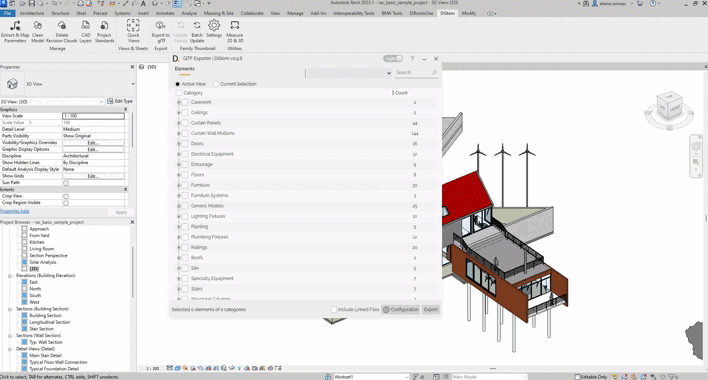 Autodesk Revit 2023.1 - rac_basic_sample_project - 3D View: {3D}
File Architecture Structure Steel Precast Systems Insert Annotate Analyze Massing & Site Collaborate View Manage Add-Ins Interoperability Tools BIMA Tools DiRootsOne DiStem Modify
Extract & Map Parameters
Clean Model
Delete Revision Clouds
CAD Layers
Project Standards
Quick Views
Export to glTF
Update Family
Batch Update
Settings
Measure 2D & 3D
Manage
Views & Sheets
Export
Family Thumbnail
Utilities
Properties
3D View
3D View: {3D}
Edit Type
Graphics
View Scale 1 : 100
Scale Value 1: 100
Detail Level Medium
Parts Visibility Show Original
Visibility/Graphics Overrides Edit...
Graphic Display Options Edit...
Discipline Architectural
Show Hidden Lines By Discipline
Default Analysis Display Style None
Show Grids Edit...
Sun Path
Extents
Crop View
Crop Region Visible
Properties help
Apply
Project Browser - rac_basic_sample_project
Approach
From Yard
Kitchen
Living Room
Section Perspective
Solar Analysis
{3D}
Elevations (Building Elevation)
East
North
South
West
Sections (Building Section)
Building Section
Longitudinal Section
Stair Section
Sections (Wall Section)
Typ. Wall Section
Detail Views (Detail)
Main Stair Detail
Typical Floor Wall Connection
Typical Foundation Detail
{3D}
D. GlTF Exporter | DiStem v0.9.8
Light
Elements
Search
Active View
Current Selection
Category Count
Casework 2
Ceilings 2
Curtain Panels 44
Curtain Wall Mullions 144
Doors 16
Electrical Equipment 12
Entourage 5
Floors 8
Furniture 30
Furniture Systems 3
Generic Models 25
Lighting Fixtures 10
Planting 5
Plumbing Fixtures 12
Railings 20
Roofs 2
Site 5
Specialty Equipment 7
Stairs 7
Structural Columns
Selected 0 elements of 0 categories
Include Linked Files
Configuration
Export
1 : 100
Click to select, TAB for alternates, CTRL adds, SHIFT unselects.
Workset1
Main Model
Editable Only